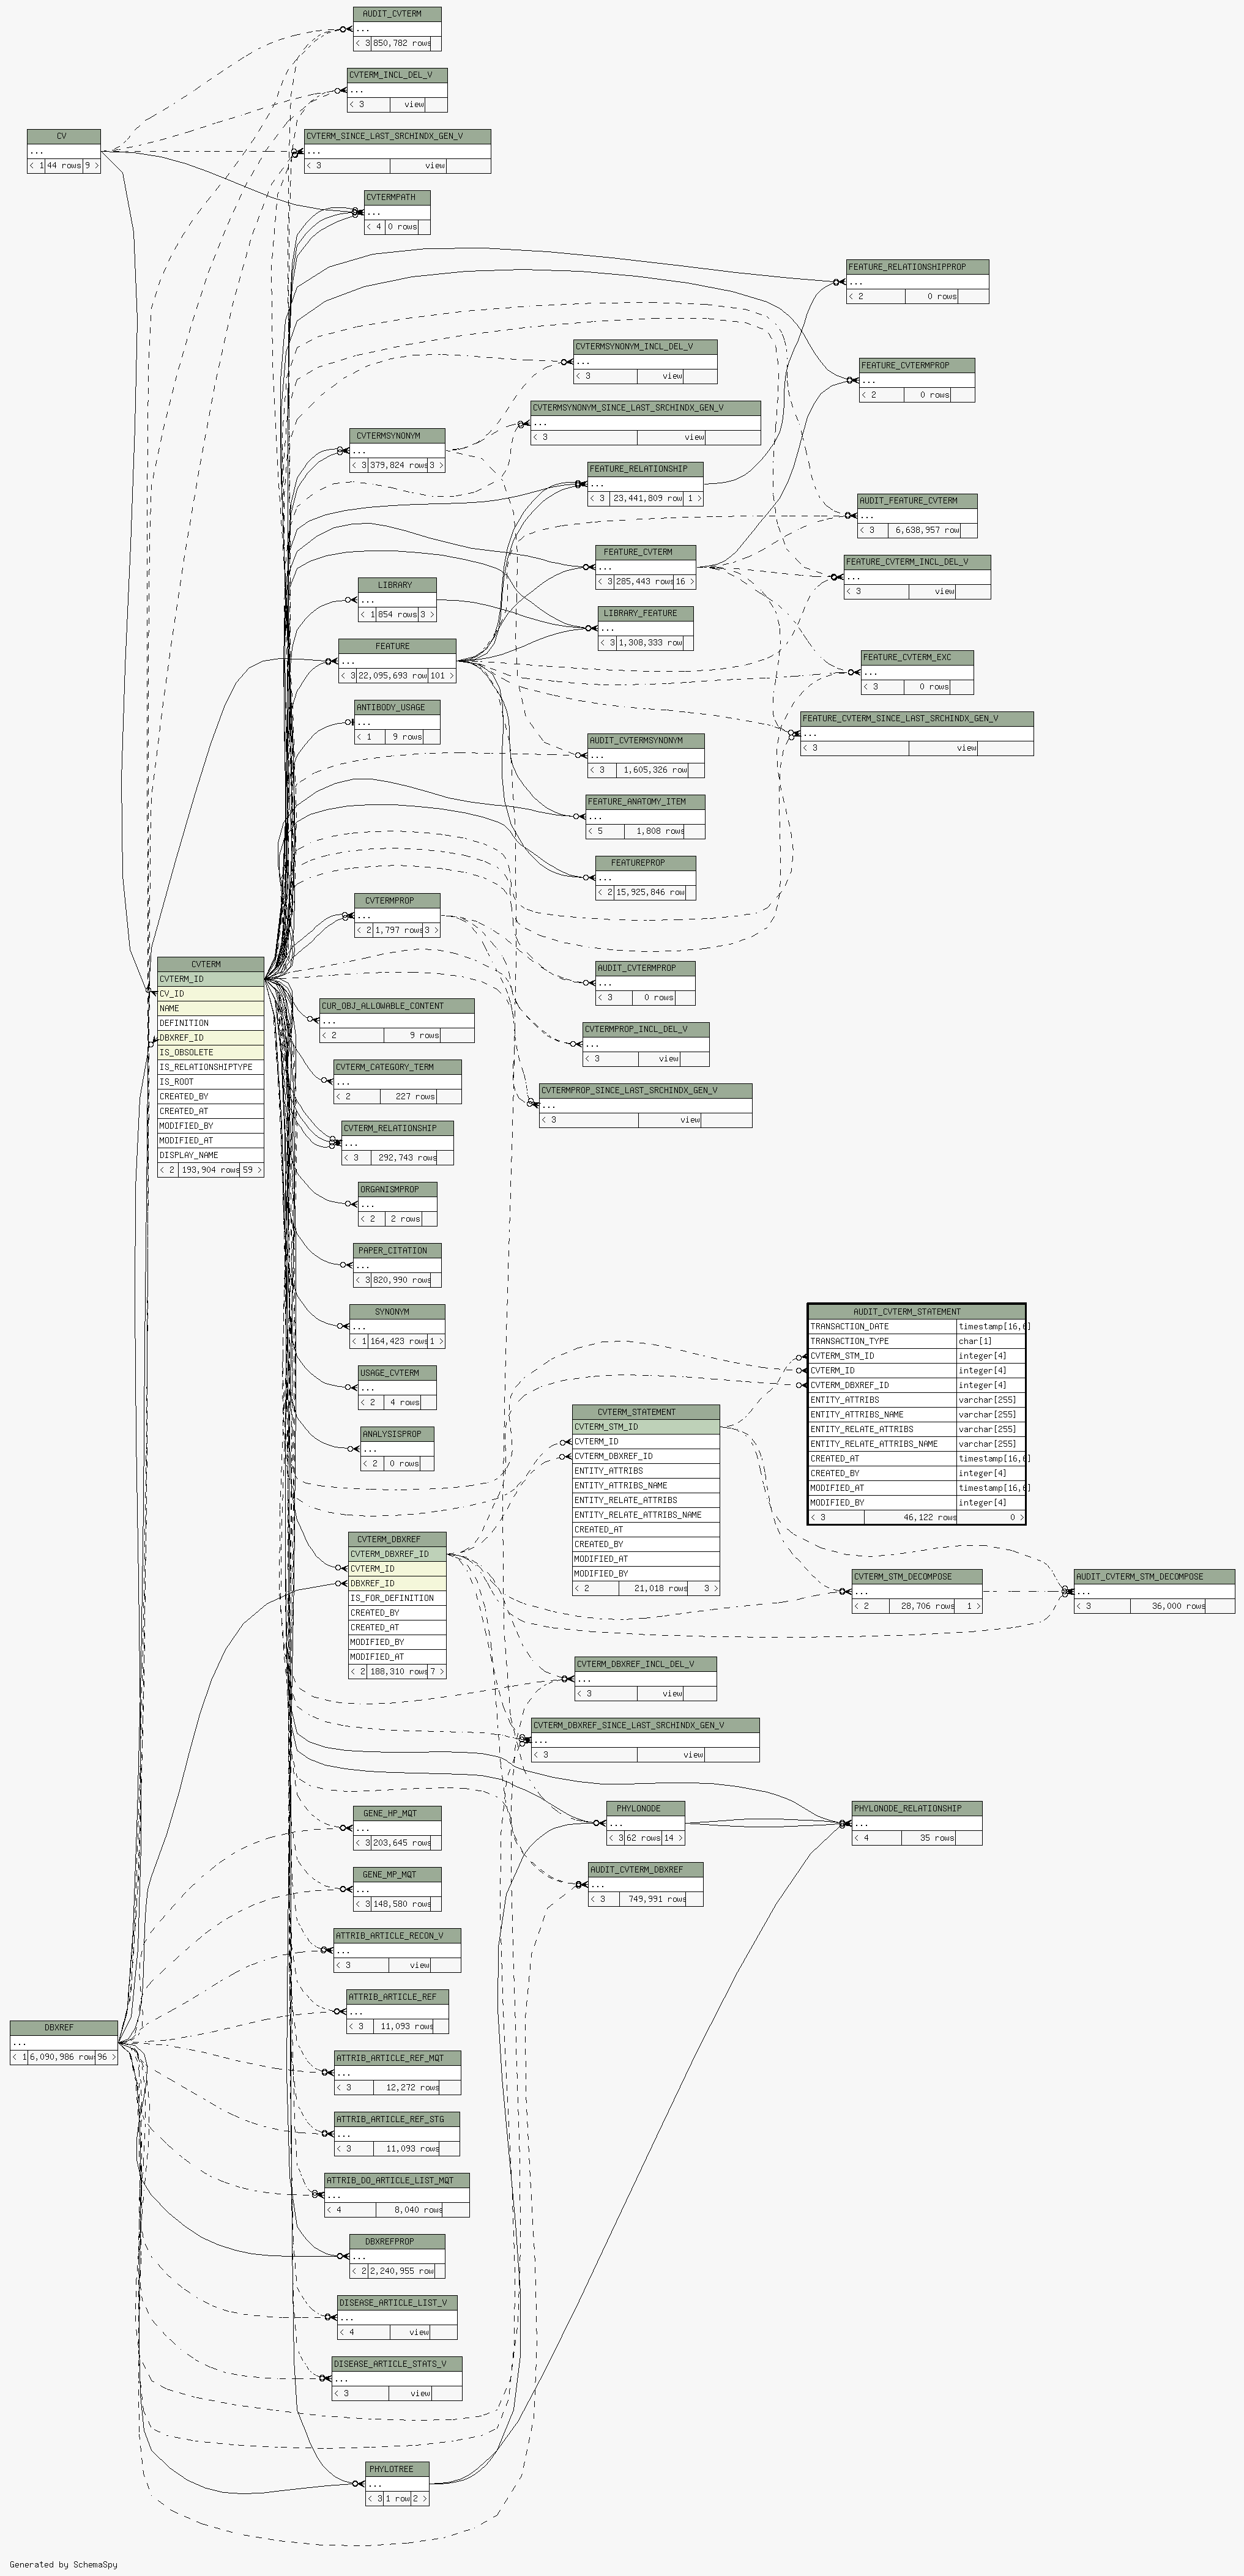 AUDIT_CVTERM
...
< 3 850,782 rows
CVTERM_INCL_DEL_V
...
< 3 view
CV
...
< 1 44 rows 9 >
CVTERM_SINCE_LAST_SRCHINDX_GEN_V
...
< 3 view
CVTERMPATH
...
< 4 0 rows
FEATURE_RELATIONSHIPPROP
...
< 2 0 rows
CVTERMSYNONYM_INCL_DEL_V
...
< 3 view
FEATURE_CVTERMPROP
...
< 2 0 rows
CVTERMSYNONYM_SINCE_LAST_SRCHINDX_GEN_V
...
< 3 view
CVTERMSYNONYM
...
< 3 379,824 rows 3 >
FEATURE_RELATIONSHIP
...
< 3 23,441,809 row 1 >
AUDIT_FEATURE_CVTERM
...
< 3 6,638,957 row
FEATURE_CVTERM
...
< 3 285,443 rows 16 >
FEATURE_CVTERM_INCL_DEL_V
...
< 3 view
LIBRARY
...
< 1 854 rows 3 >
LIBRARY_FEATURE
...
< 3 1,308,333 row
FEATURE
...
< 3 22,095,693 row 101 >
FEATURE_CVTERM_EXC
...
< 3 0 rows
ANTIBODY_USAGE
...
< 1 9 rows
FEATURE_CVTERM_SINCE_LAST_SRCHINDX_GEN_V
...
< 3 view
AUDIT_CVTERMSYNONYM
...
< 3 1,605,326 row
FEATURE_ANATOMY_ITEM
...
< 5 1,808 rows
FEATUREPROP
...
< 2 15,925,846 row
CVTERMPROP
...
< 2 1,797 rows 3 >
CVTERM
CVTERM_ID
CV_ID
NAME
DEFINITION
DBXREF_ID
IS_OBSOLETE
IS_RELATIONSHIPTYPE
IS_ROOT
CREATED_BY
CREATED_AT
MODIFIED_BY
MODIFIED_AT
DISPLAY_NAME
< 2 193,904 rows 59 >
AUDIT_CVTERMPROP
...
< 3 0 rows
CUR_OBJ_ALLOWABLE_CONTENT
...
< 2 9 rows
CVTERMPROP_INCL_DEL_V
...
< 3 view
CVTERM_CATEGORY_TERM
...
< 2 227 rows
CVTERMPROP_SINCE_LAST_SRCHINDX_GEN_V
...
< 3 view
CVTERM_RELATIONSHIP
...
< 3 292,743 rows
ORGANISMPROP
...
< 2 2 rows
PAPER_CITATION
...
< 3 820,990 rows
SYNONYM
...
< 1 164,423 rows 1 >
AUDIT_CVTERM_STATEMENT
TRANSACTION_DATE timestamp[16,6]
TRANSACTION_TYPE char[1]
CVTERM_STM_ID integer[4]
CVTERM_ID integer[4]
CVTERM_DBXREF_ID integer[4]
ENTITY_ATTRIBS varchar[255]
ENTITY_ATTRIBS_NAME varchar[255]
ENTITY_RELATE_ATTRIBS varchar[255]
ENTITY_RELATE_ATTRIBS_NAME varchar[255]
CREATED_AT timestamp[16,6]
CREATED_BY integer[4]
MODIFIED_AT timestamp[16,6]
MODIFIED_BY integer[4]
< 3 46,122 rows 0 >
USAGE_CVTERM
...
< 2 4 rows
ANALYSISPROP
...
< 2 0 rows
CVTERM_STATEMENT
CVTERM_STM_ID
CVTERM_ID
CVTERM_DBXREF_ID
ENTITY_ATTRIBS
ENTITY_ATTRIBS_NAME
ENTITY_RELATE_ATTRIBS
ENTITY_RELATE_ATTRIBS_NAME
CREATED_AT
CREATED_BY
MODIFIED_AT
MODIFIED_BY
< 2 21,018 rows 3 >
CVTERM_DBXREF
CVTERM_DBXREF_ID
CVTERM_ID
DBXREF_ID
IS_FOR_DEFINITION
CREATED_BY
CREATED_AT
MODIFIED_BY
MODIFIED_AT
< 2 188,310 rows 7 >
CVTERM_STM_DECOMPOSE
...
< 2 28,706 rows 1 >
AUDIT_CVTERM_STM_DECOMPOSE
...
< 3 36,000 rows
CVTERM_DBXREF_INCL_DEL_V
...
< 3 view
CVTERM_DBXREF_SINCE_LAST_SRCHINDX_GEN_V
...
< 3 view
GENE_HP_MQT
...
< 3 203,645 rows
PHYLONODE
...
< 3 62 rows 14 >
PHYLONODE_RELATIONSHIP
...
< 4 35 rows
GENE_MP_MQT
...
< 3 148,580 rows
AUDIT_CVTERM_DBXREF
...
< 3 749,991 rows
ATTRIB_ARTICLE_RECON_V
...
< 3 view
ATTRIB_ARTICLE_REF
...
< 3 11,093 rows
DBXREF
...
< 1 6,090,986 row 96 >
ATTRIB_ARTICLE_REF_MQT
...
< 3 12,272 rows
ATTRIB_ARTICLE_REF_STG
...
< 3 11,093 rows
ATTRIB_DO_ARTICLE_LIST_MQT
...
< 4 8,040 rows
DBXREFPROP
...
< 2 2,240,955 row
DISEASE_ARTICLE_LIST_V
...
< 4 view
DISEASE_ARTICLE_STATS_V
...
< 3 view
PHYLOTREE
...
< 3 1 row 2 >
Generated by SchemaSpy